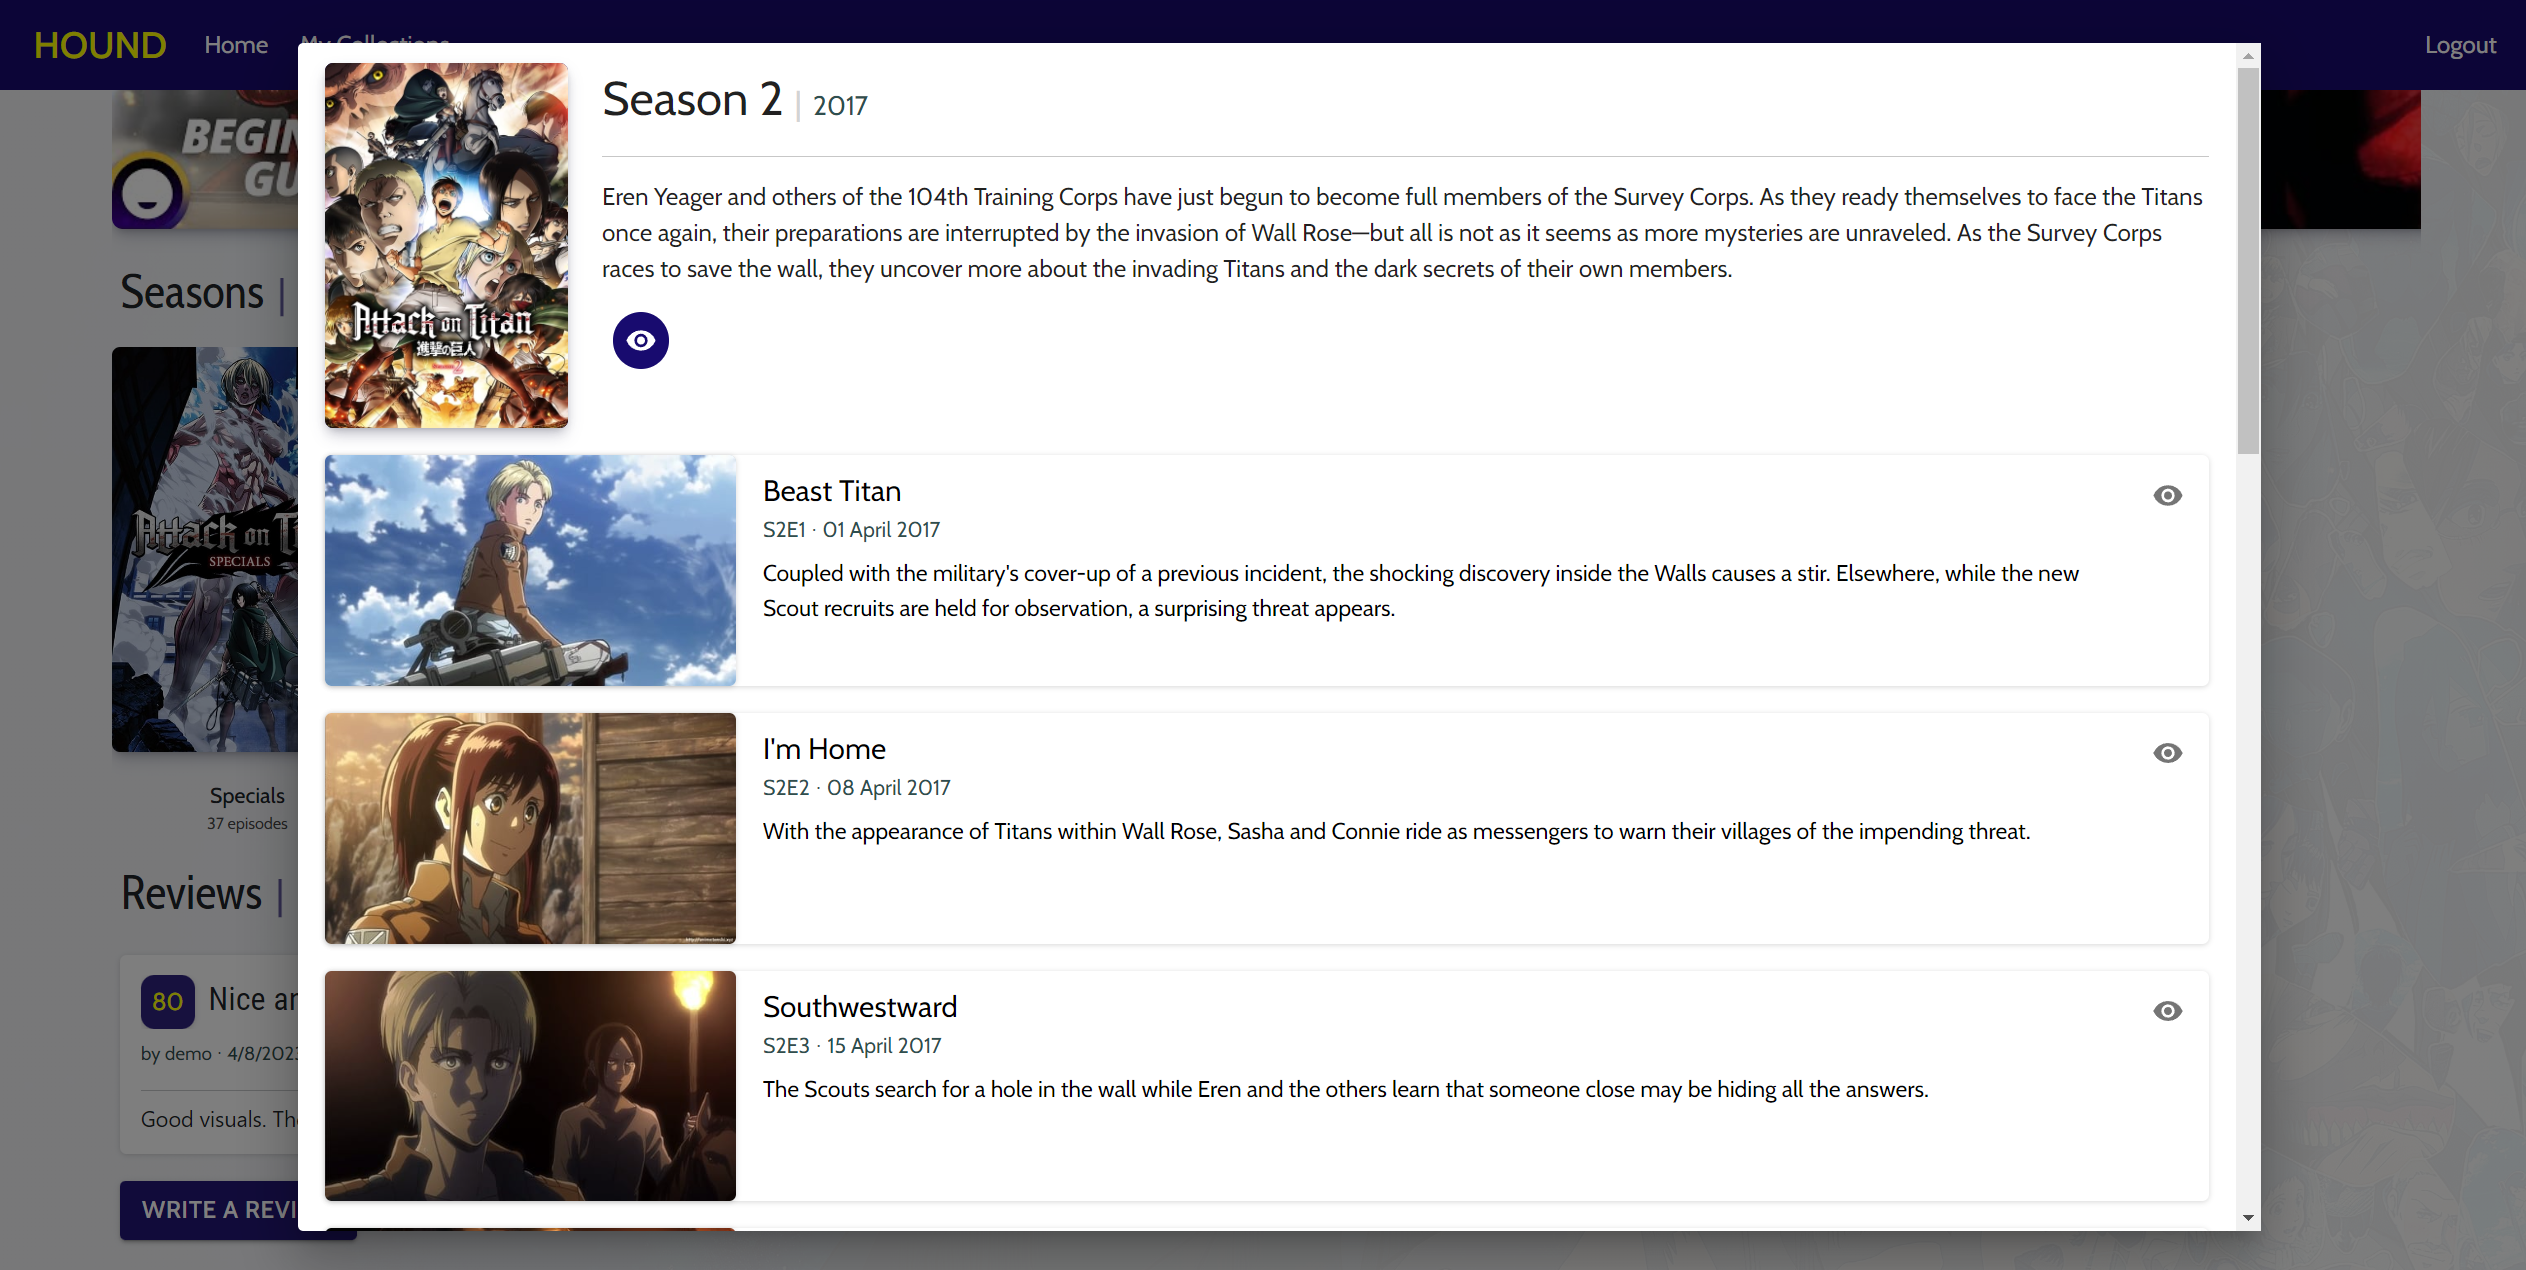 HOUND Home My Collections Logout
BEGIN
GU
Season 2 | 2017
Eren Yeager and others of the 104th Training Corps have just begun to become full members of the Survey Corps. As they ready themselves to face the Titans
once again, their preparations are interrupted by the invasion of Wall Rose—but all is not as it seems as more mysteries are unraveled. As the Survey Corps
races to save the wall, they uncover more about the invading Titans and the dark secrets of their own members.
Attack on Titan
進撃の巨人
Season 2
Seasons |
Attack on Ti
SPECIALS
Specials
37 episodes
Beast Titan
S2E1 · 01 April 2017
Coupled with the military's cover-up of a previous incident, the shocking discovery inside the Walls causes a stir. Elsewhere, while the new
Scout recruits are held for observation, a surprising threat appears.
I'm Home
S2E2 · 08 April 2017
With the appearance of Titans within Wall Rose, Sasha and Connie ride as messengers to warn their villages of the impending threat.
Southwestward
S2E3 · 15 April 2017
The Scouts search for a hole in the wall while Eren and the others learn that someone close may be hiding all the answers.
Reviews |
80 Nice an
by demo · 4/8/2023
Good visuals. The
WRITE A REVI